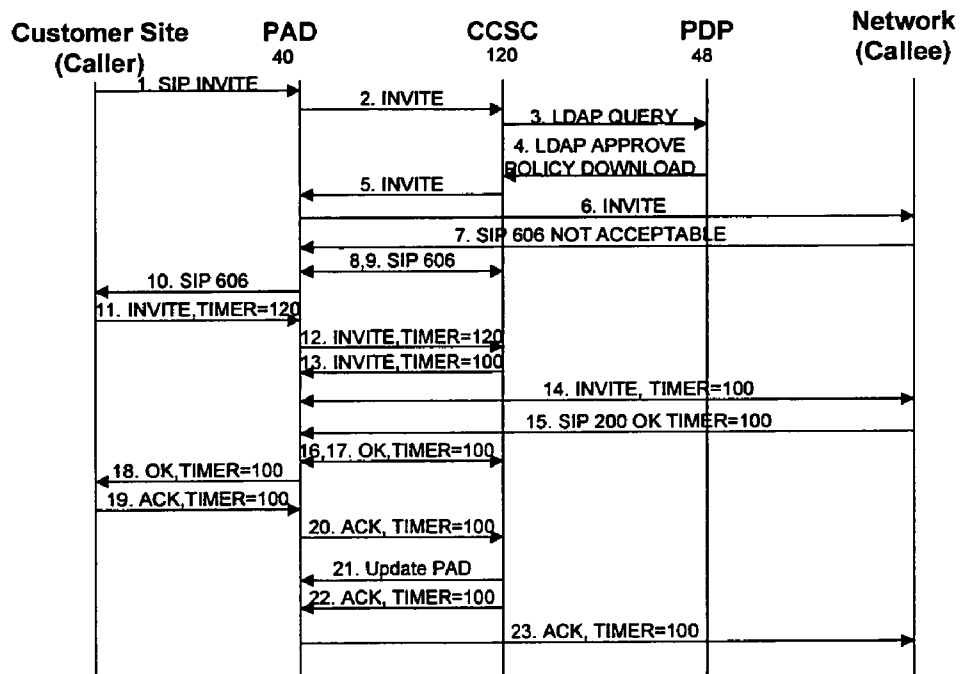 Customer Site
(Caller)
PAD
40
CCSC
120
PDP
48
Network
(Callee)
1. SIP INVITE
2. INVITE
3. LDAP QUERY
4. LDAP APPROVE
POLICY DOWNLOAD
5. INVITE
6. INVITE
7. SIP 606 NOT ACCEPTABLE
8,9. SIP 606
10. SIP 606
11. INVITE,TIMER=120
12. INVITE,TIMER=120
13. INVITE,TIMER=100
14. INVITE, TIMER=100
15. SIP 200 OK TIMER=100
16,17. OK,TIMER=100
18. OK,TIMER=100
19. ACK,TIMER=100
20. ACK, TIMER=100
21. Update PAD
22. ACK, TIMER=100
23. ACK, TIMER=100